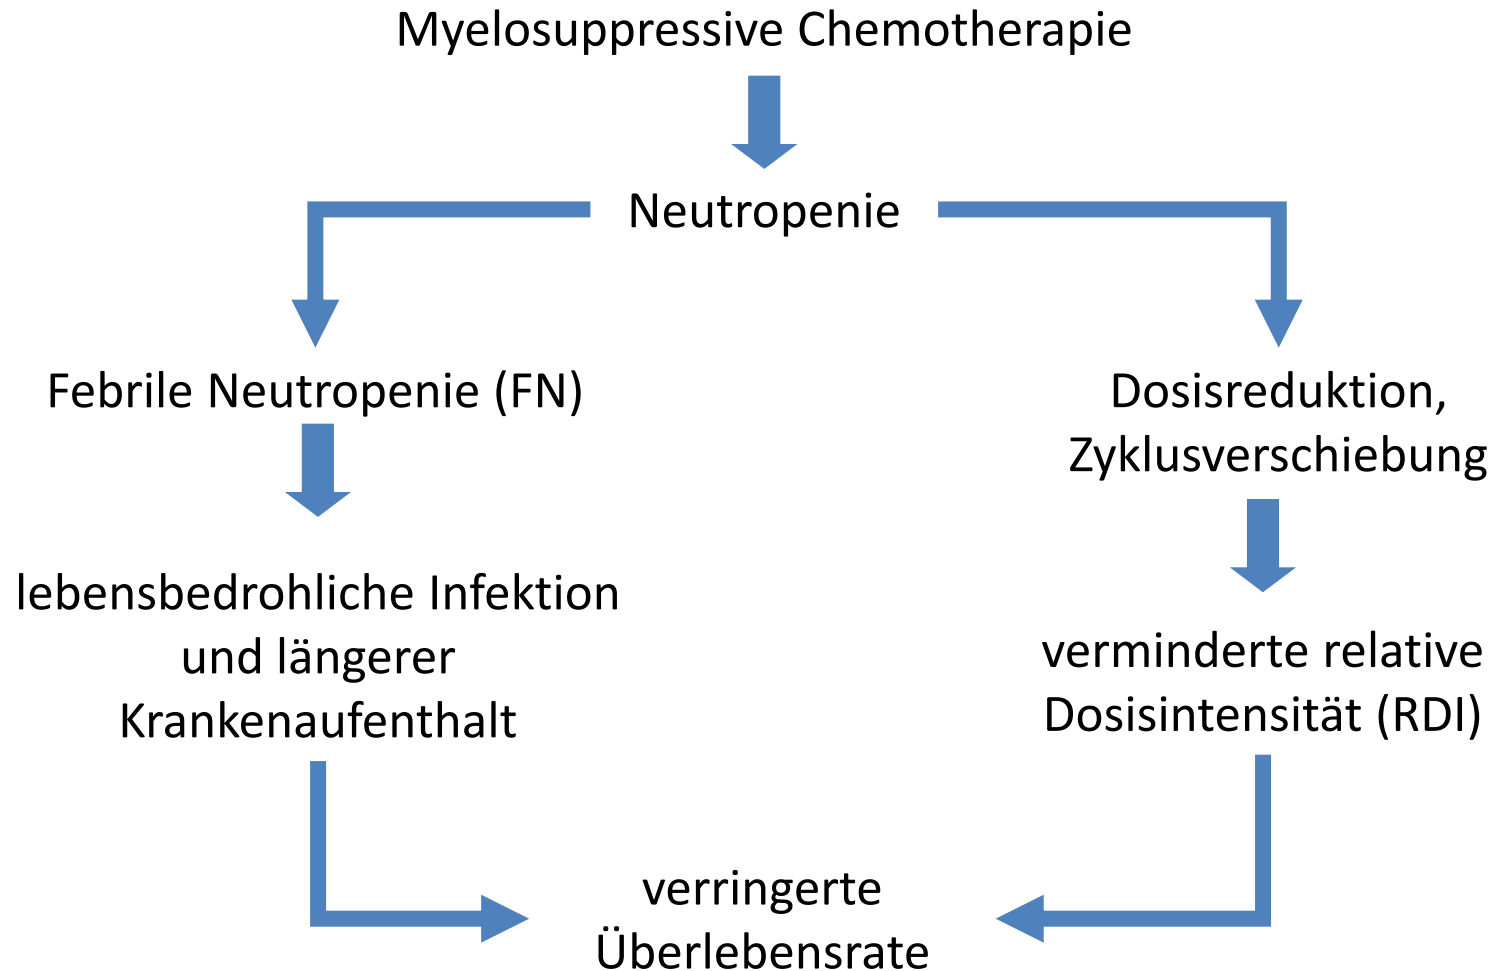 Myelosuppressive Chemotherapie
Neutropenie
Febrile Neutropenie (FN)
Dosisreduktion,
Zyklusverschiebung
lebensbedrohliche Infektion
und längerer
Krankenaufenthalt
verminderte relative
Dosisintensität (RDI)
verringerte
Überlebensrate